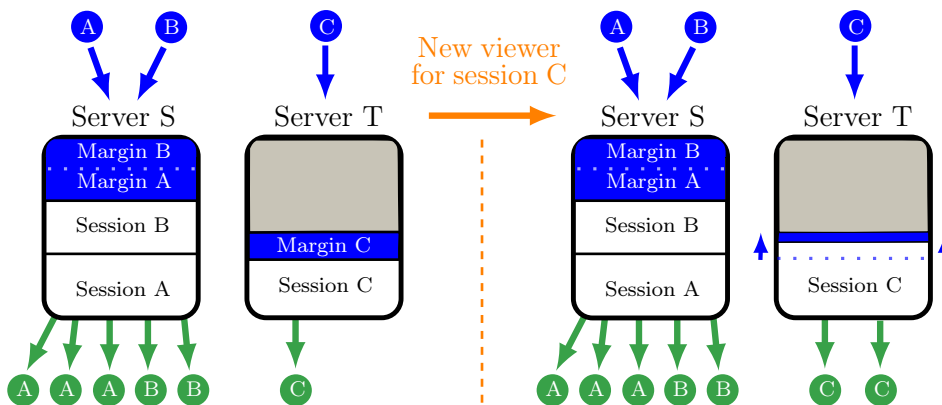 A
B
C
New viewer
for session C
A
B
C
Server S
Server T
Server S
Server T
Margin B
Margin A
Session B
Session A
Margin C
Session C
Margin B
Margin A
Session B
Session A
Session C
A
A
A
B
B
C
A
A
A
B
B
C
C